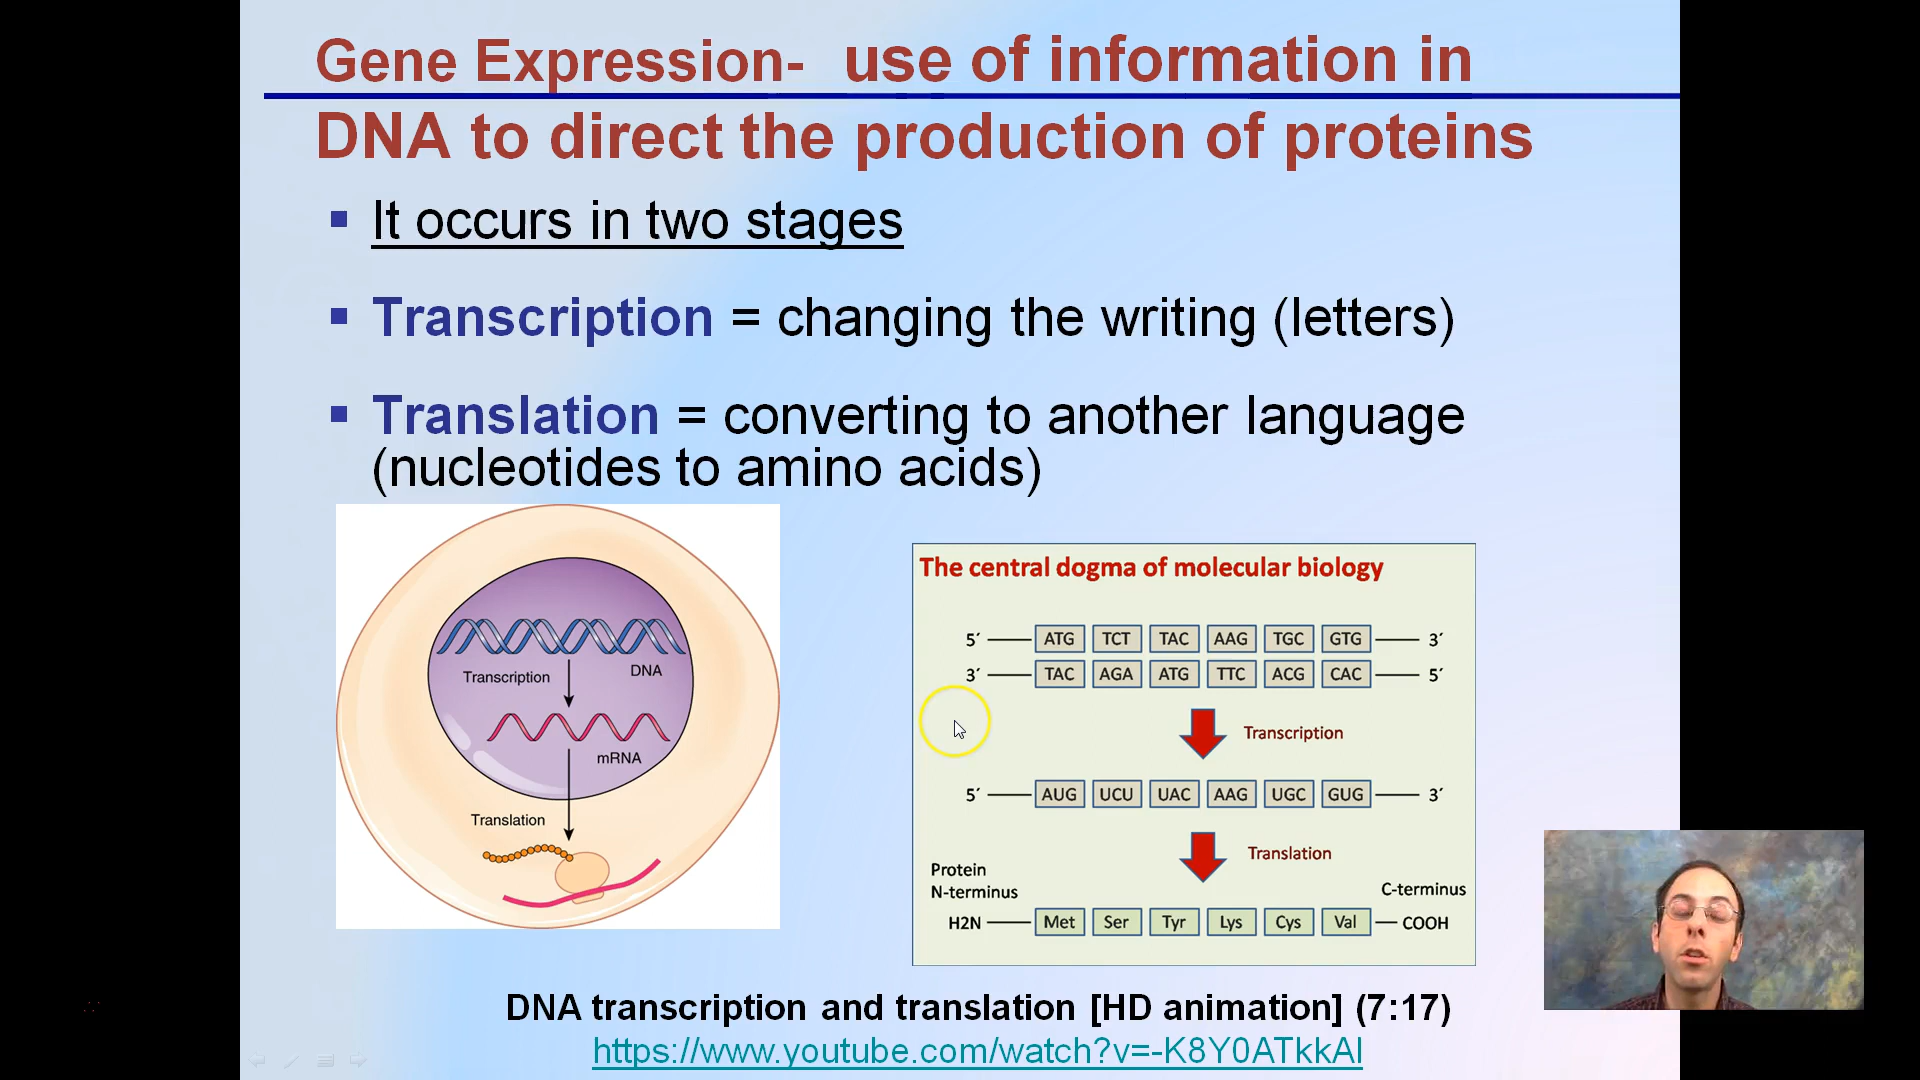 Gene Expression- use of information in
DNA to direct the production of proteins
It occurs in two stages
Transcription = changing the writing (letters)
Translation = converting to another language
(nucleotides to amino acids)
Transcription
DNA
mRNA
Translation
The central dogma of molecular biology
5´ ATG TCT TAC AAG TGC GTG 3´
3´ TAC AGA ATG TTC ACG CAC 5´
Transcription
5´ AUG UCU UAC AAG UGC GUG 3´
Translation
Protein
N-terminus
C-terminus
H2N Met Ser Tyr Lys Cys Val COOH
DNA transcription and translation [HD animation] (7:17)
https://www.youtube.com/watch?v=-K8Y0ATkkAI